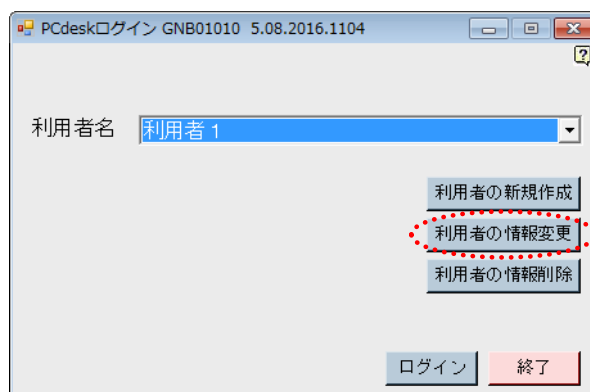 PCdeskログイン GNB01010 5.08.2016.1104
?
利用者名 利用者1
利用者の新規作成
利用者の情報変更
利用者の情報削除
ログイン 終了